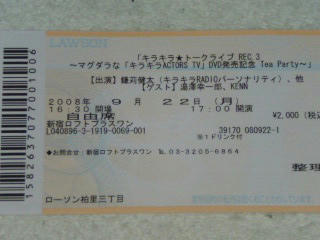 LAWSON
「キラキラ★トークライブ REC.3
～マグダラな「キラキラACTORS TV」DVD発売記念 Tea Party～」
【出演】鎌苅健太（キラキラRADIOパーソナリティ）、他
【ゲスト】湯澤幸一郎、KENN
2008年 9月 22日（月）
16:30 開場 17:00 開演
自由席 ¥2,000(税込)
※1ドリンク付
新宿ロフトプラスワン
L040896-3-1919-0069-001 39170 080922-1
◆お問合せ：新宿ロフトプラスワン ☎ 03-3205-6864
整理
ローソン柏里三丁目
1582637077001006